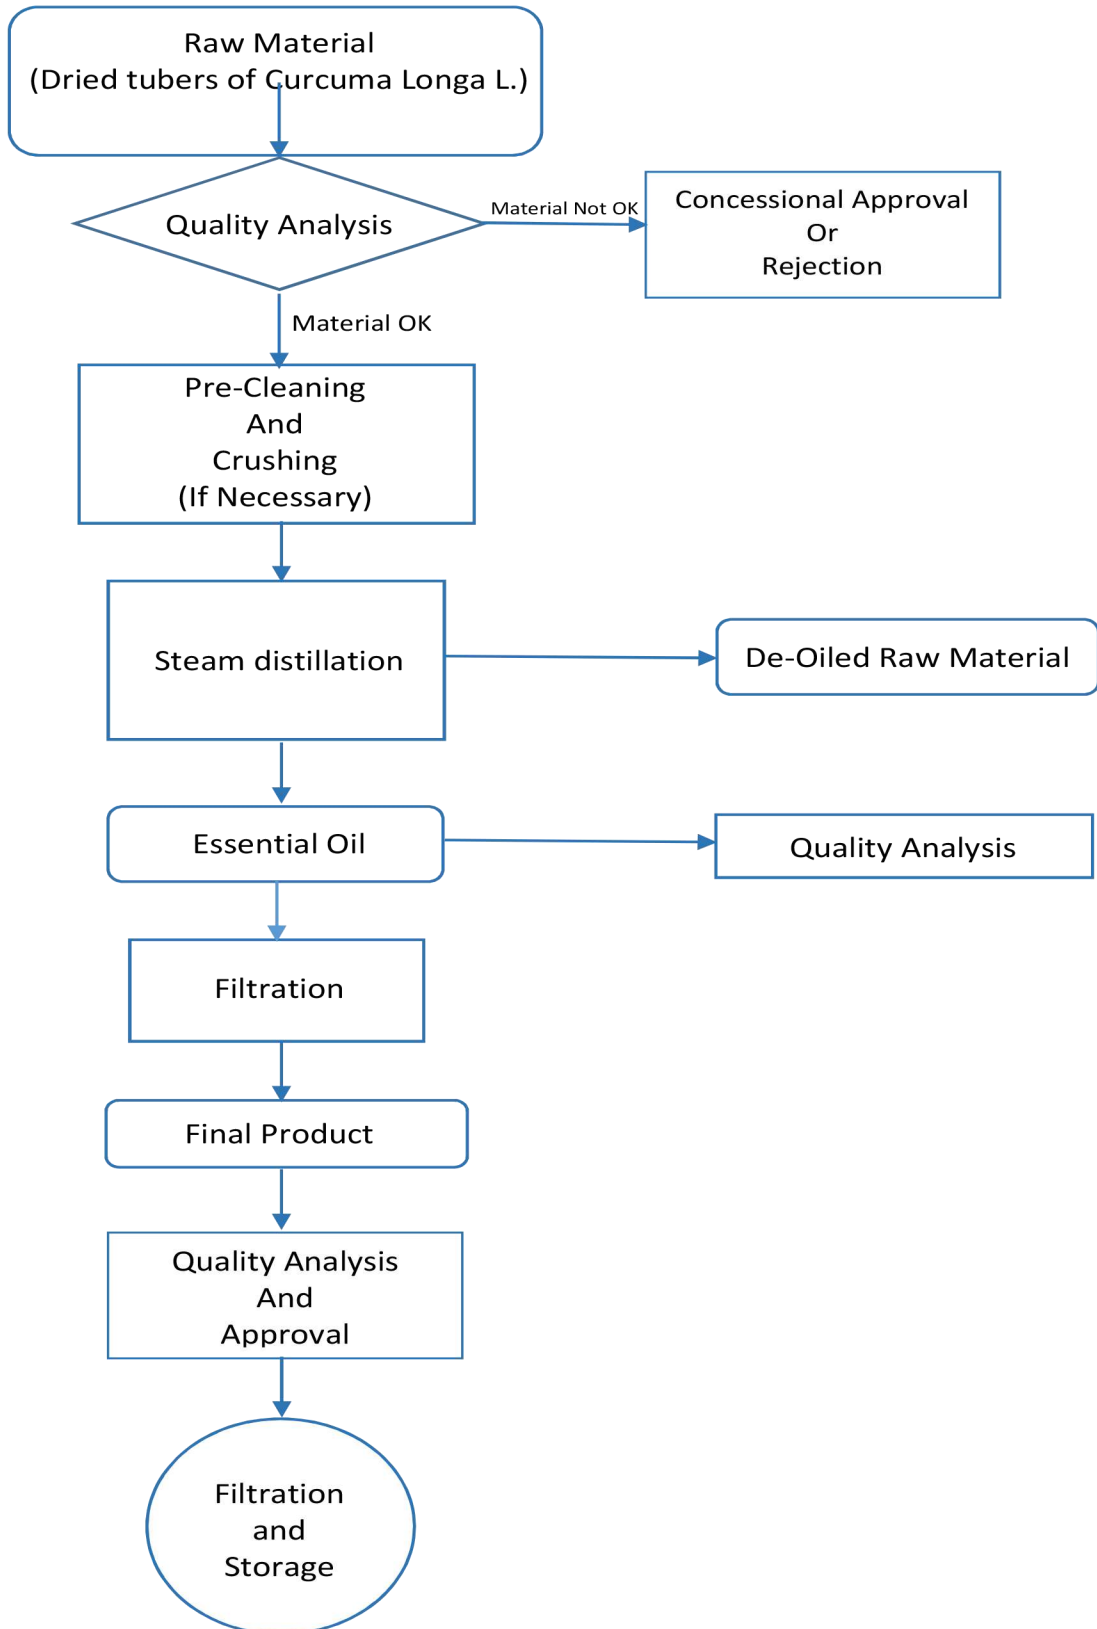 Raw Material
(Dried tubers of Curcuma Longa L.)
Quality Analysis
Material Not OK
Concessional Approval
Or
Rejection
Material OK
Pre-Cleaning
And
Crushing
(If Necessary)
Steam distillation
De-Oiled Raw Material
Essential Oil
Quality Analysis
Filtration
Final Product
Quality Analysis
And
Approval
Filtration
and
Storage